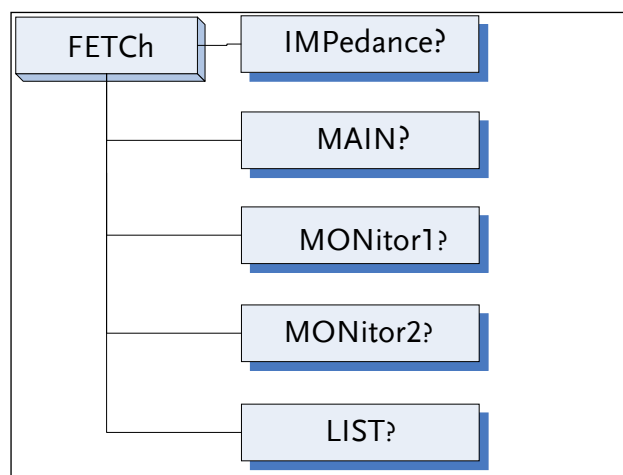 FETCh
IMPedance?
MAIN?
MONitor1?
MONitor2?
LIST?